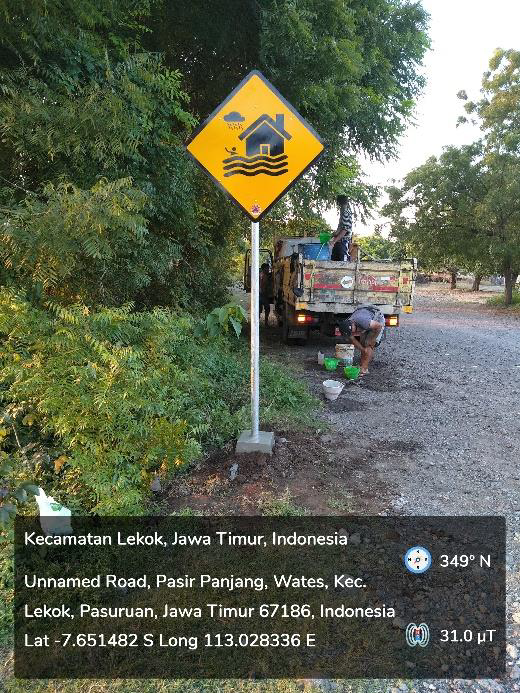 Kecamatan Lekok, Jawa Timur, Indonesia
349° N
Unnamed Road, Pasir Panjang, Wates, Kec.
Lekok, Pasuruan, Jawa Timur 67186, Indonesia
Lat -7.651482 S Long 113.028336 E
31.0 µT